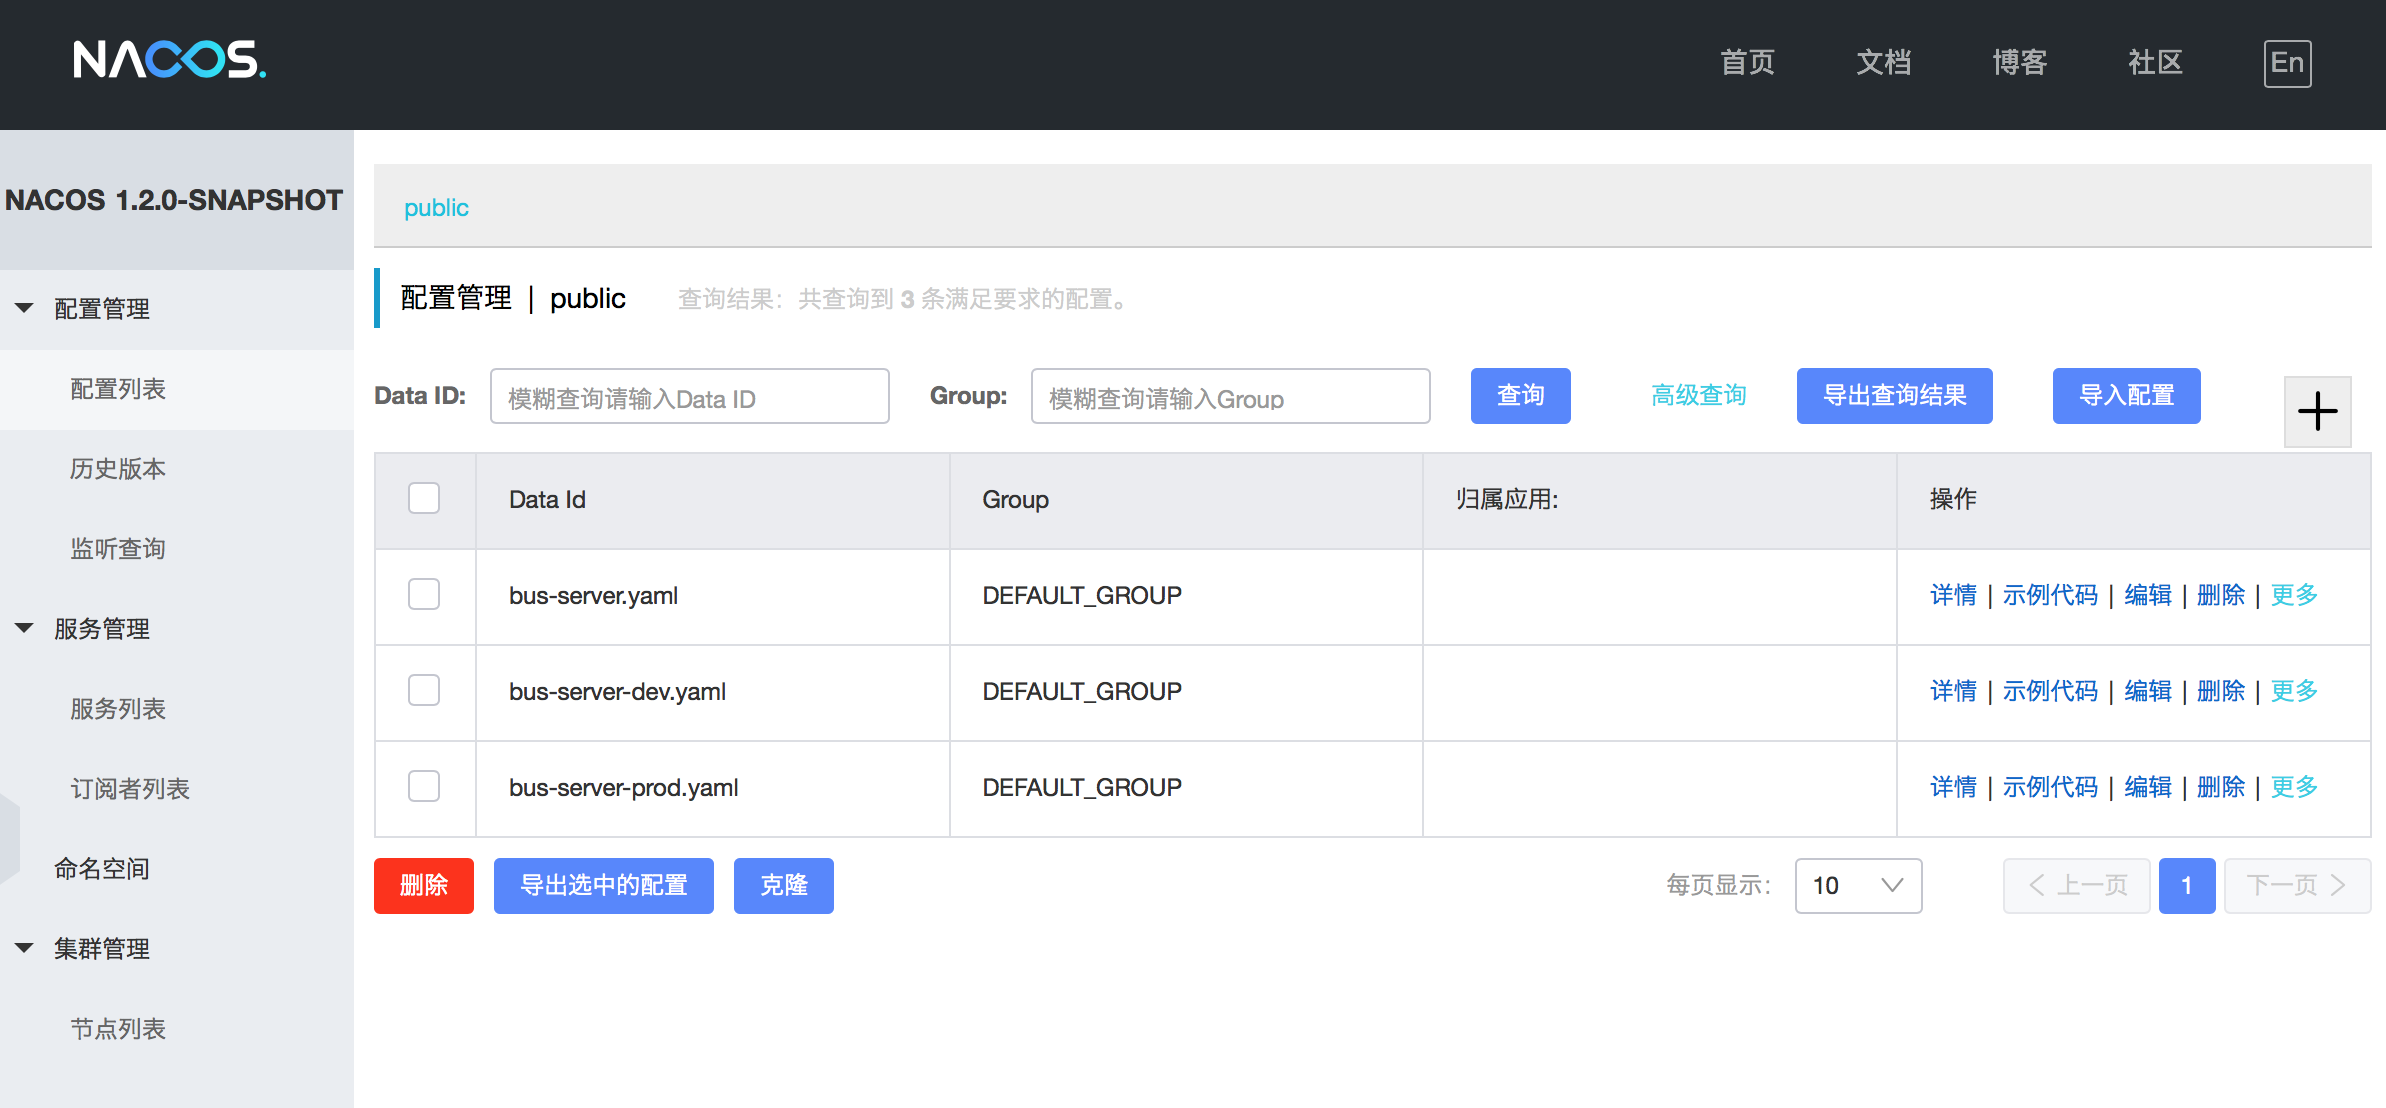 NACOS.
首页 文档 博客 社区 En
NACOS 1.2.0-SNAPSHOT
配置管理
配置列表
历史版本
监听查询
服务管理
服务列表
订阅者列表
命名空间
集群管理
节点列表
public
配置管理 | public 查询结果：共查询到 3 条满足要求的配置。
Data ID: 模糊查询请输入Data ID Group: 模糊查询请输入Group 查询 高级查询 导出查询结果 导入配置
Data Id Group 归属应用: 操作
bus-server.yaml DEFAULT_GROUP 详情 | 示例代码 | 编辑 | 删除 | 更多
bus-server-dev.yaml DEFAULT_GROUP 详情 | 示例代码 | 编辑 | 删除 | 更多
bus-server-prod.yaml DEFAULT_GROUP 详情 | 示例代码 | 编辑 | 删除 | 更多
删除 导出选中的配置 克隆 每页显示: 10 上一页 1 下一页